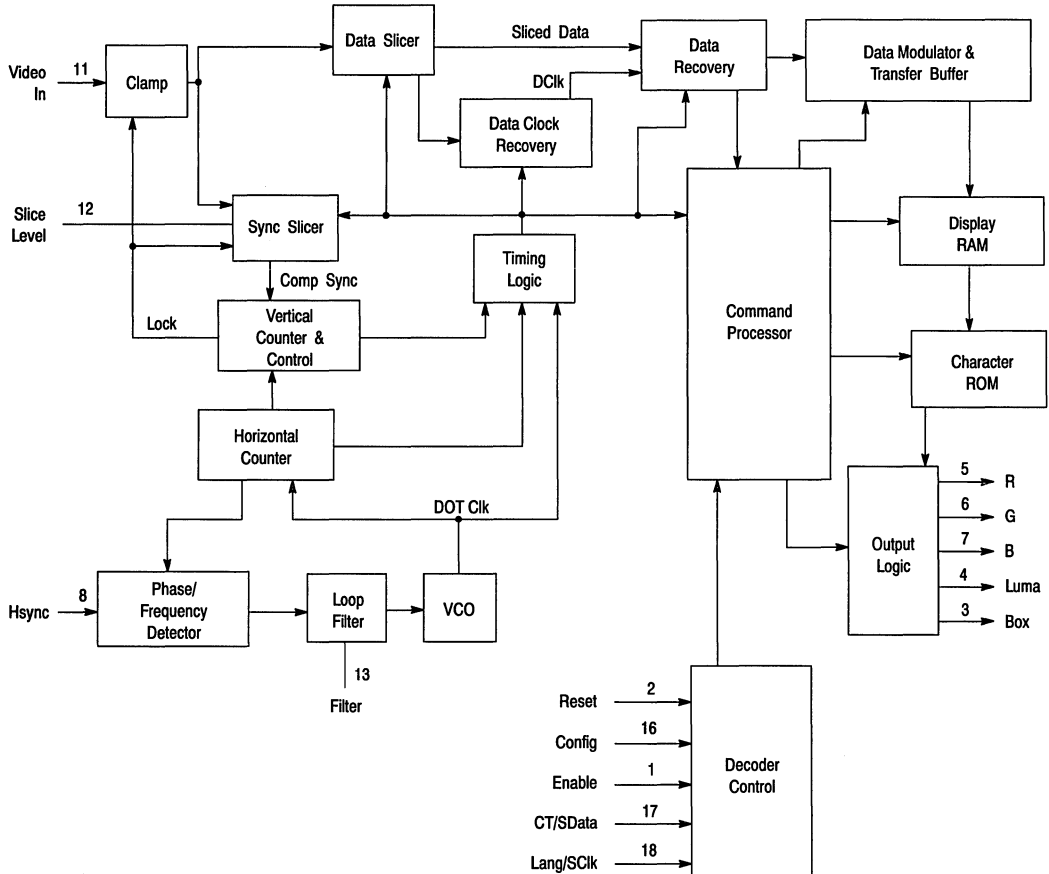 Video
In
11
Clamp
Data Slicer
Sliced Data
DClk
Data
Recovery
Data Modulator &
Transfer Buffer
Data Clock
Recovery
Slice
Level
12
Sync Slicer
Comp Sync
Timing
Logic
Display
RAM
Lock
Vertical
Counter &
Control
Command
Processor
Character
ROM
Horizontal
Counter
DOT Clk
Output
Logic
5
R
6
G
7
B
4
Luma
3
Box
Hsync
8
Phase/
Frequency
Detector
Loop
Filter
VCO
13
Filter
Reset
2
Config
16
Enable
1
CT/SData
17
Lang/SClk
18
Decoder
Control